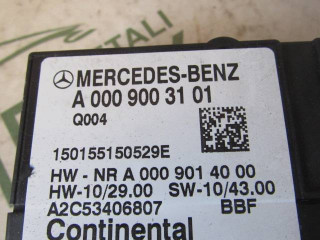 MERCEDES-BENZ
A 000 900 31 01
Q004
150155150529E
HW - NR A 000 901 40 00
HW-10/29.00 SW-10/43.00
A2C53406807 BBF
Continental